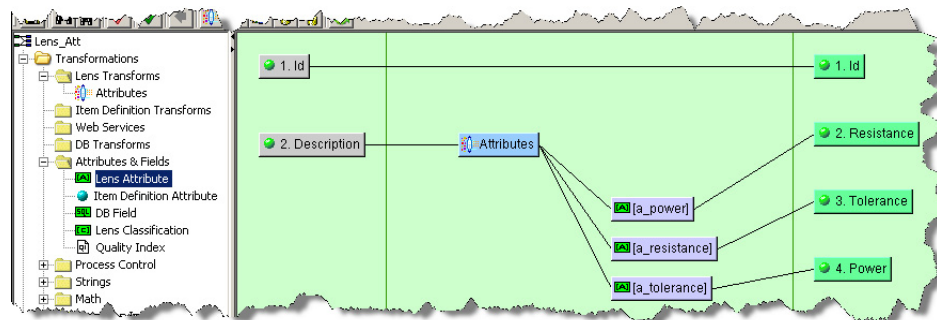 Lens_Att
Transformations
Lens Transforms
Attributes
Item Definition Transforms
Web Services
DB Transforms
Attributes & Fields
[A] Lens Attribute
Item Definition Attribute
SQL DB Field
[C] Lens Classification
QI Quality Index
Process Control
Strings
Math
1. Id
1. Id
2. Description
Attributes
2. Resistance
[A] [a_power]
3. Tolerance
[A] [a_resistance]
4. Power
[A] [a_tolerance]